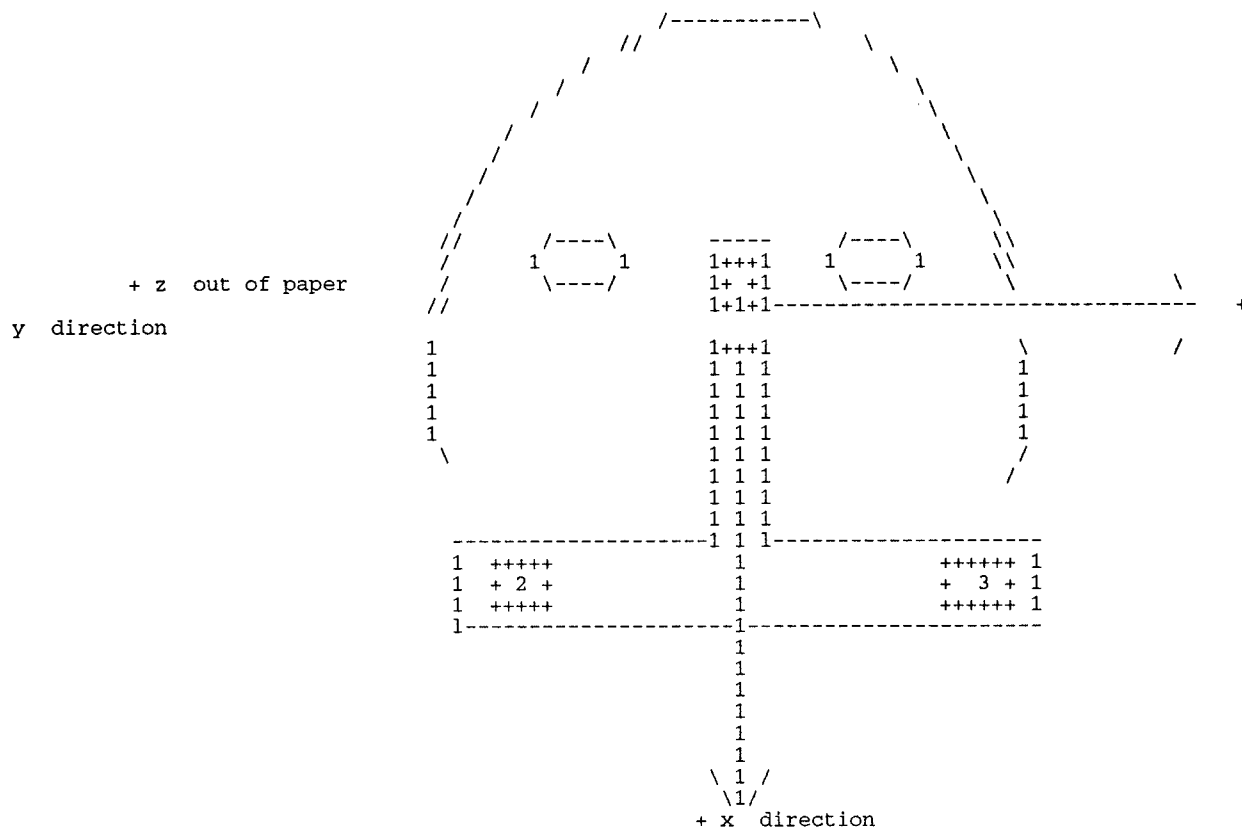 + z out of paper
+
y direction
2 3
+ x direction